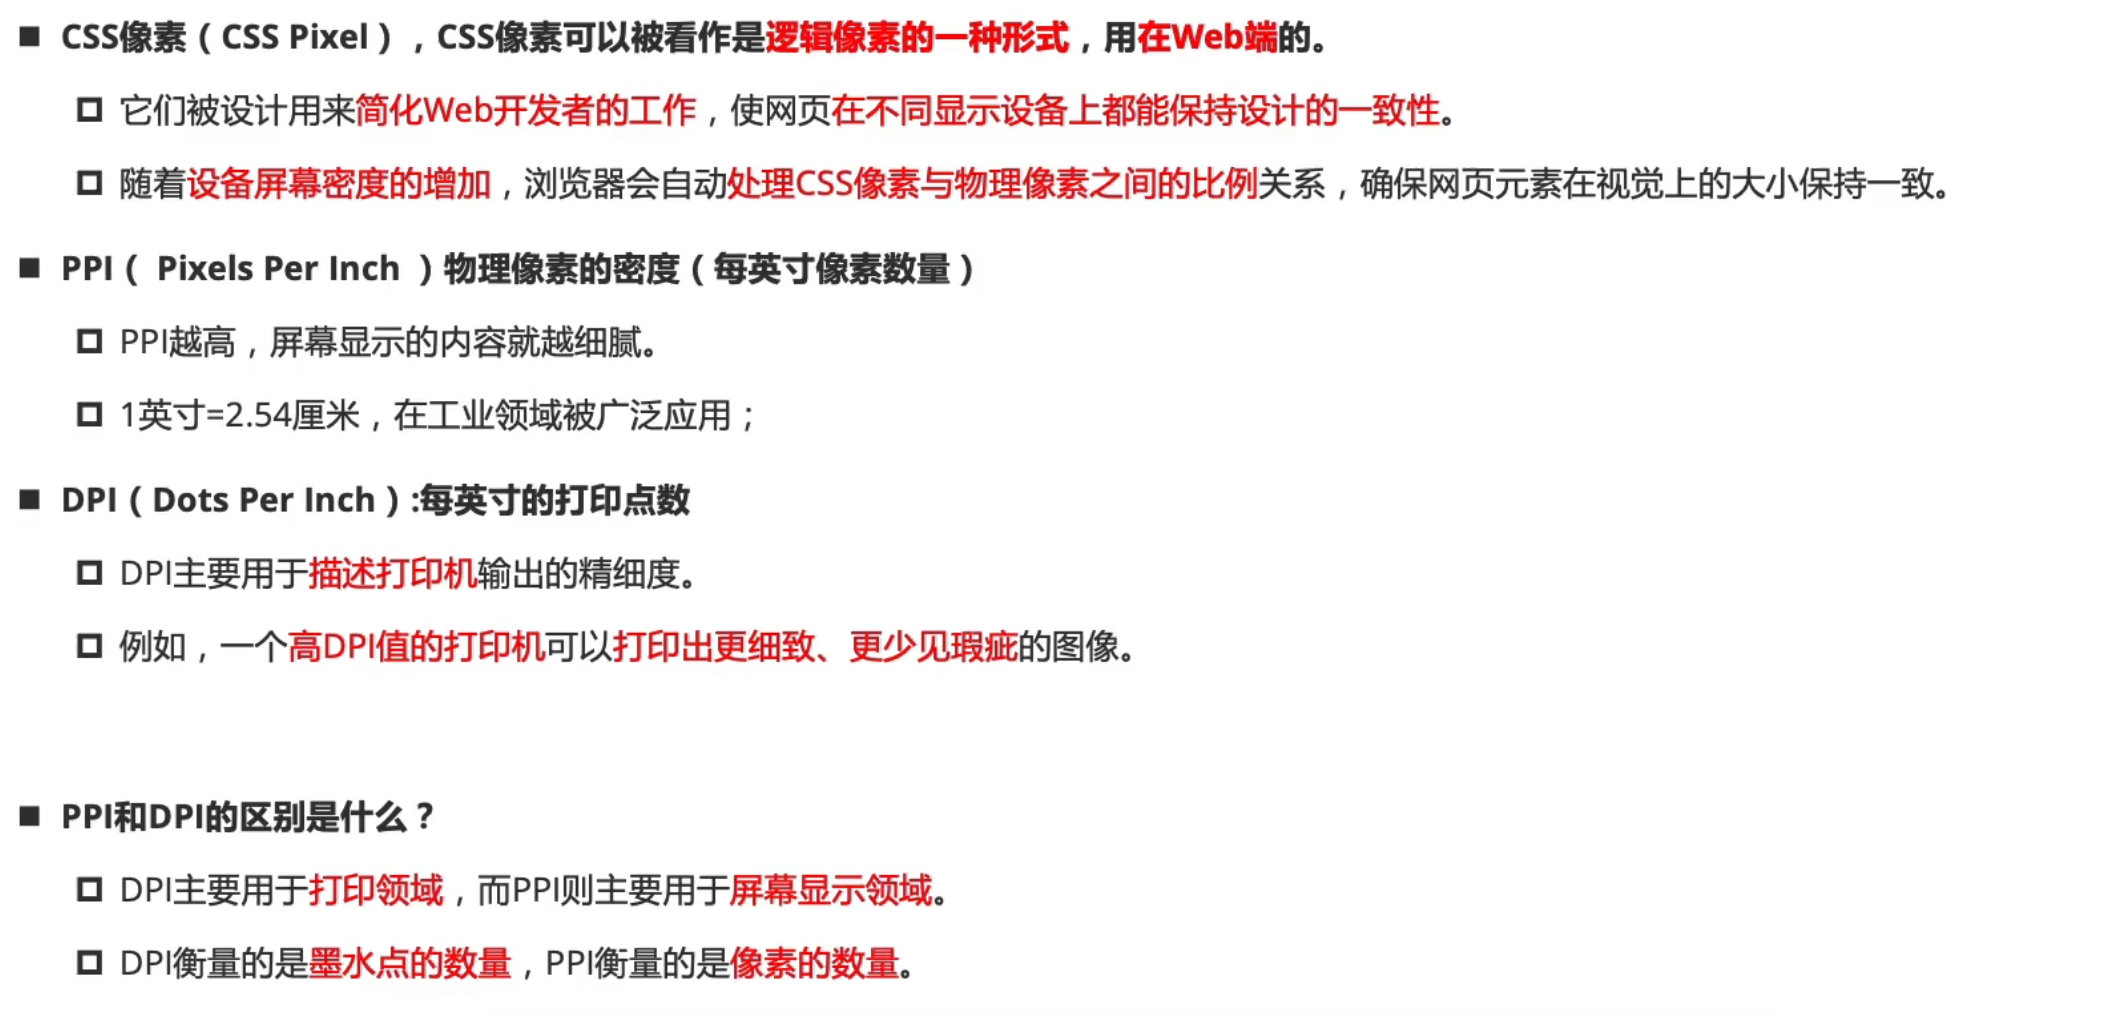 CSS像素（CSS Pixel），CSS像素可以被看作是逻辑像素的一种形式，用在Web端的。
它们被设计用来简化Web开发者的工作，使网页在不同显示设备上都能保持设计的一致性。
随着设备屏幕密度的增加，浏览器会自动处理CSS像素与物理像素之间的比例关系，确保网页元素在视觉上的大小保持一致。
PPI（ Pixels Per Inch ）物理像素的密度（每英寸像素数量）
PPI越高，屏幕显示的内容就越细腻。
1英寸=2.54厘米，在工业领域被广泛应用；
DPI（Dots Per Inch）:每英寸的打印点数
DPI主要用于描述打印机输出的精细度。
例如，一个高DPI值的打印机可以打印出更细致、更少见瑕疵的图像。
PPI和DPI的区别是什么？
DPI主要用于打印领域，而PPI则主要用于屏幕显示领域。
DPI衡量的是墨水点的数量，PPI衡量的是像素的数量。